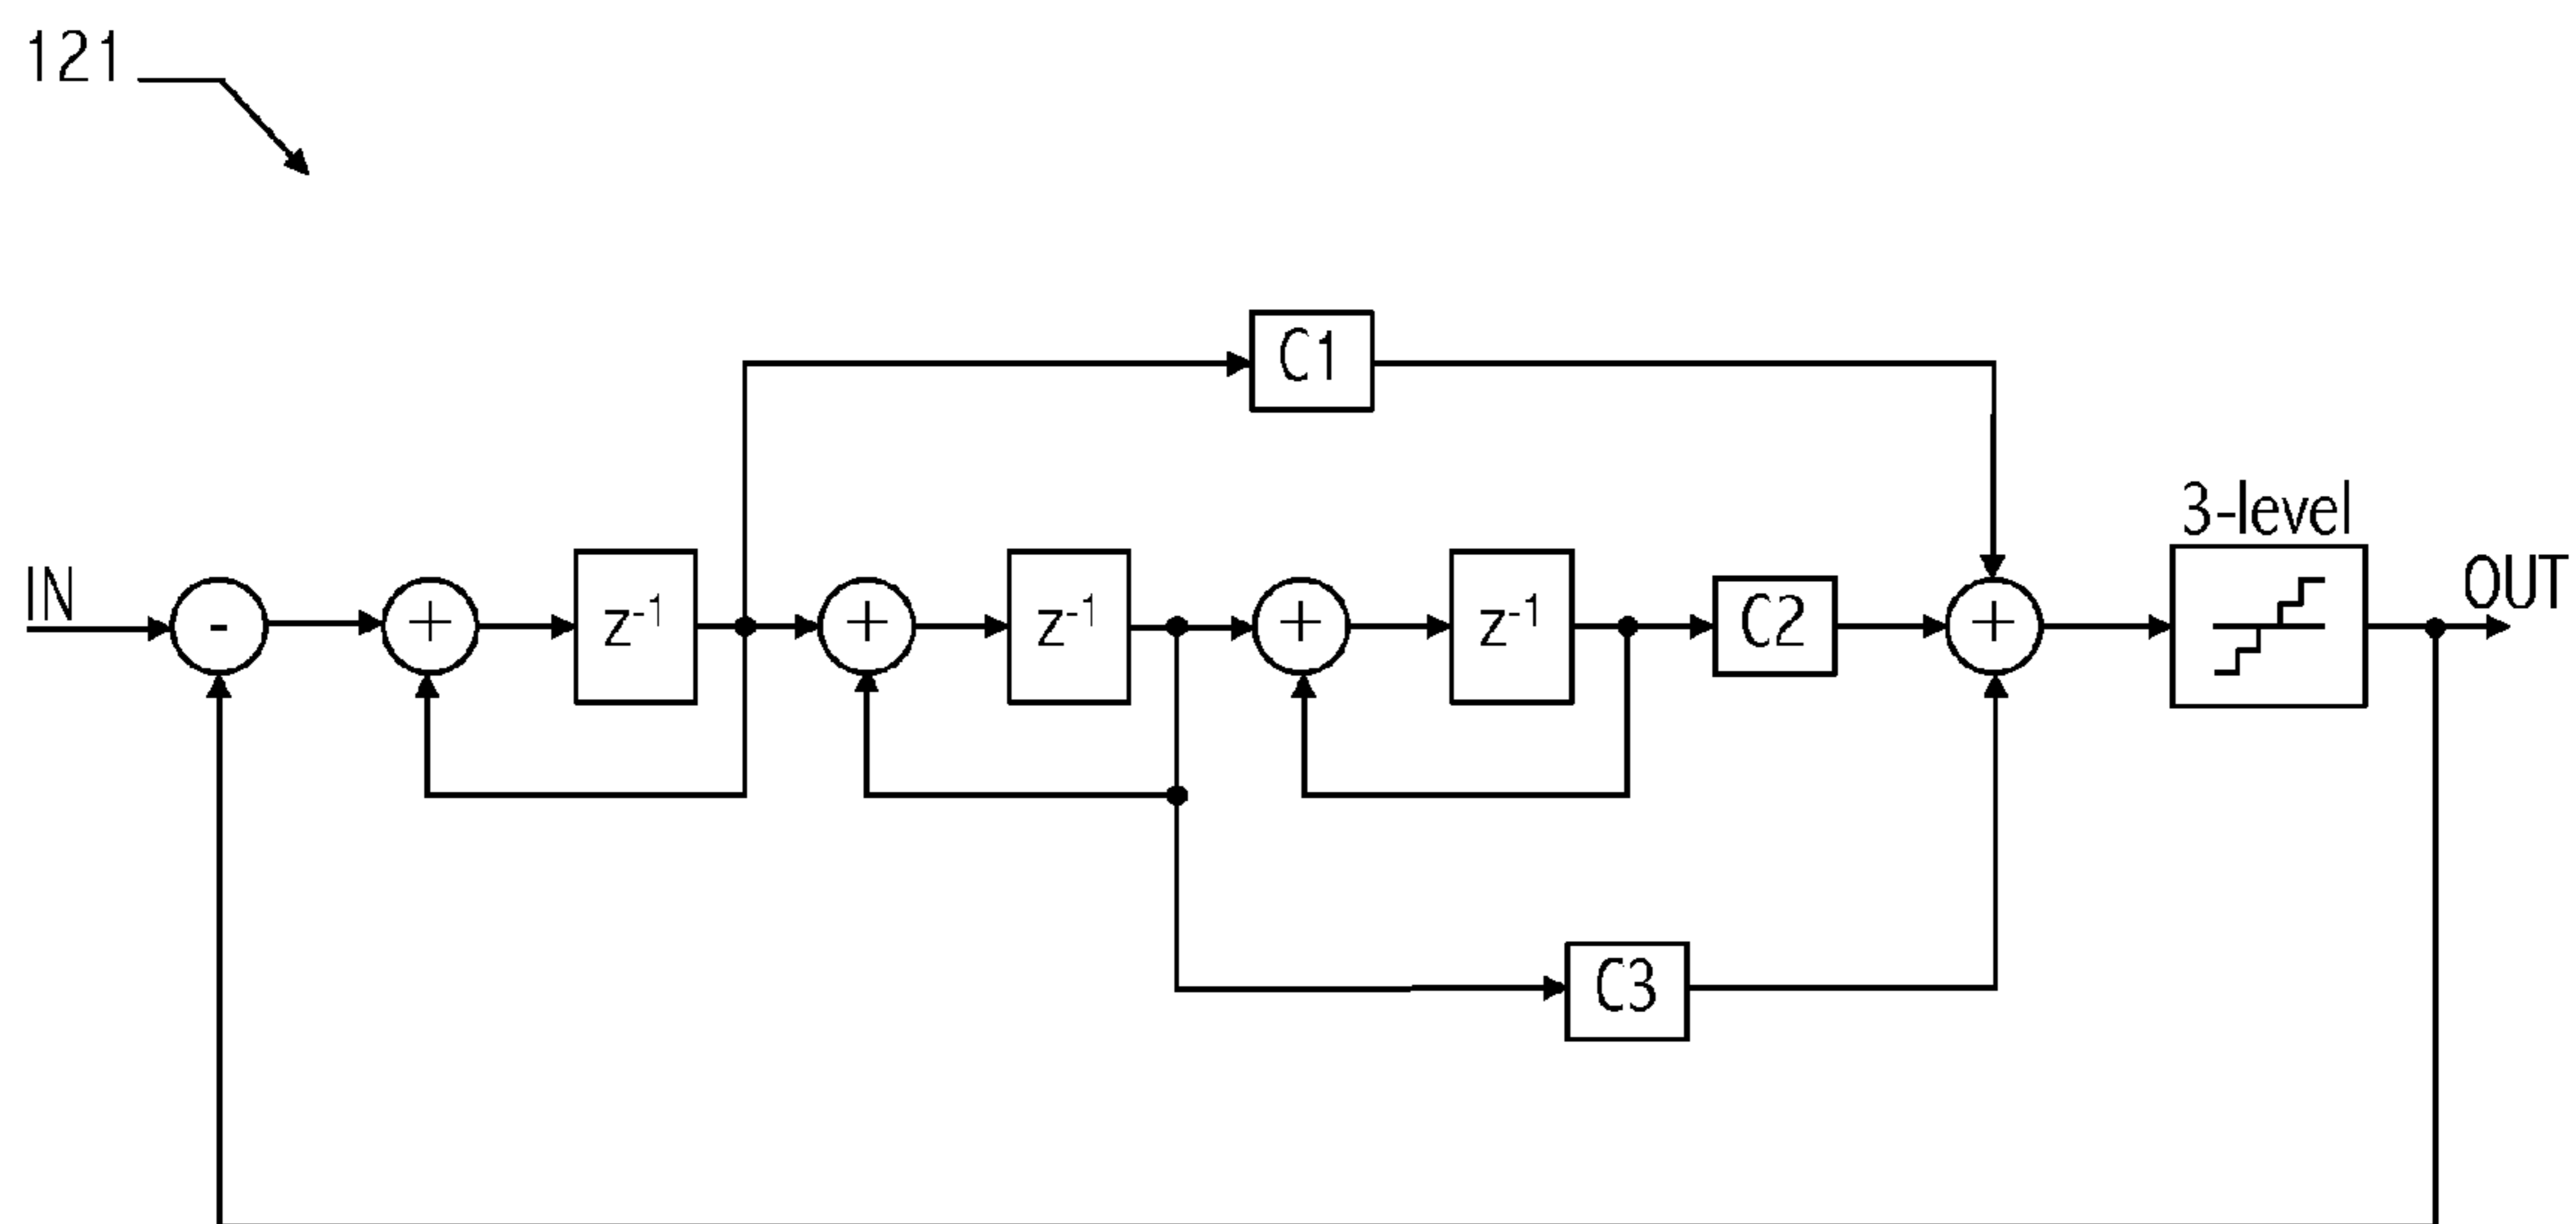 121
C1
3-level
IN
-
+
z⁻¹
+
z⁻¹
+
z⁻¹
C2
+
OUT
C3